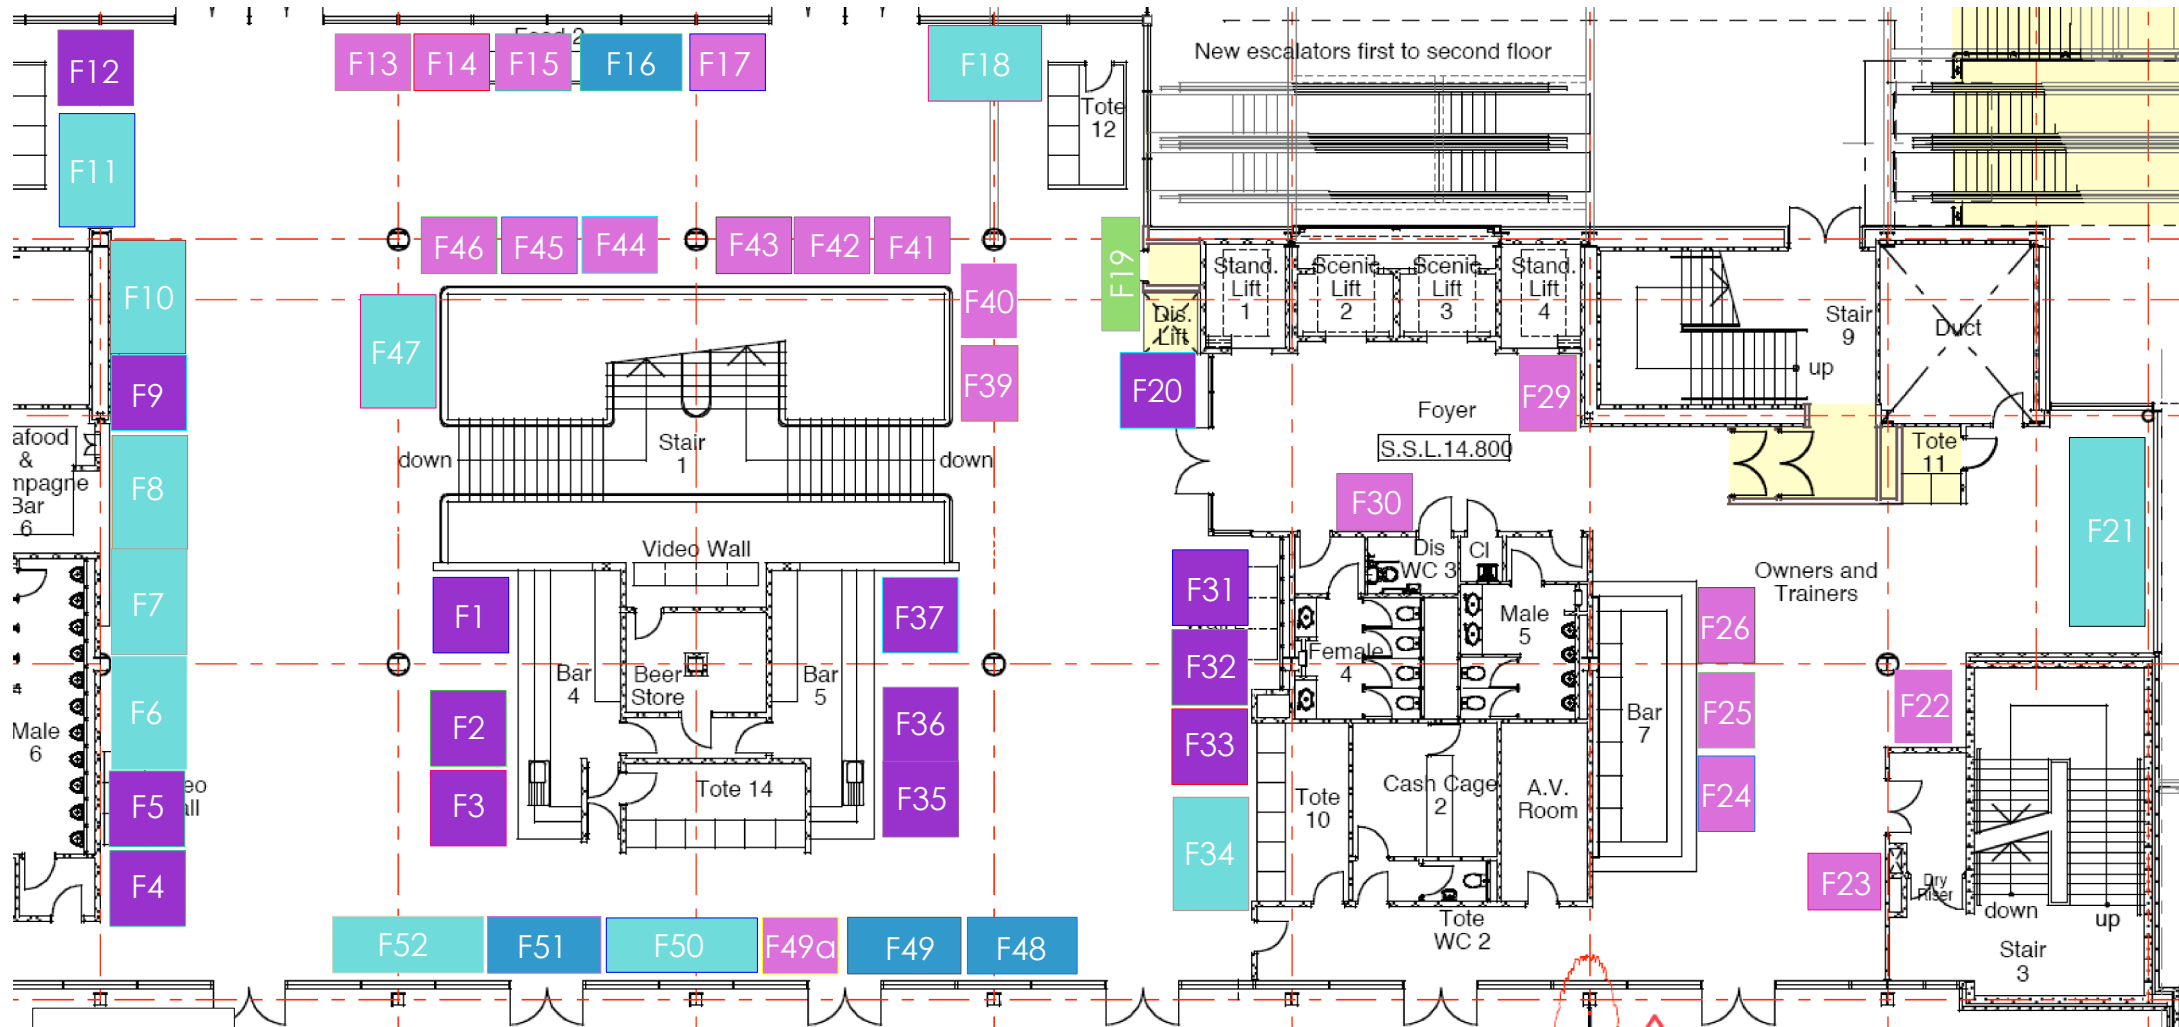 Food 2
New escalators first to second floor
F12
F13
F14
F15
F16
F17
F18
Tote
12
F11
F46
F45
F44
F43
F42
F41
F19
F10
F47
F40
Stand.
Lift
1
Scenic
Lift
2
Scenic
Lift
3
Stand.
Lift
4
Dis.
Lift
Stair
9
Duct
up
F9
F39
F20
F29
Foyer
S.S.L.14.800
Stair
1
down
down
Tote
11
&
Bar
6
F8
F30
F21
Video Wall
Dis
WC 3
Cl
Owners and
Trainers
F7
F1
F37
F31
Male
5
F26
Female
4
F32
Bar
4
Beer
Store
Bar
5
F6
Male
6
F2
F36
F33
F25
Bar
7
F22
F5
F3
Tote 14
F35
Tote
10
Cash Cage
2
A.V.
Room
F24
F34
F4
F23
Dry
Riser
down
up
F52
F51
F50
F49a
F49
F48
Tote
WC 2
Stair
3